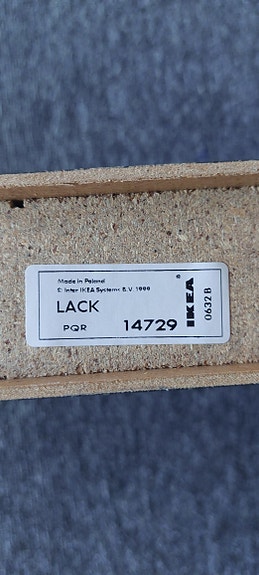 Made in Poland
© Inter IKEA Systems B.V. 1999
LACK
PQR 14729
IKEA®
0632 B